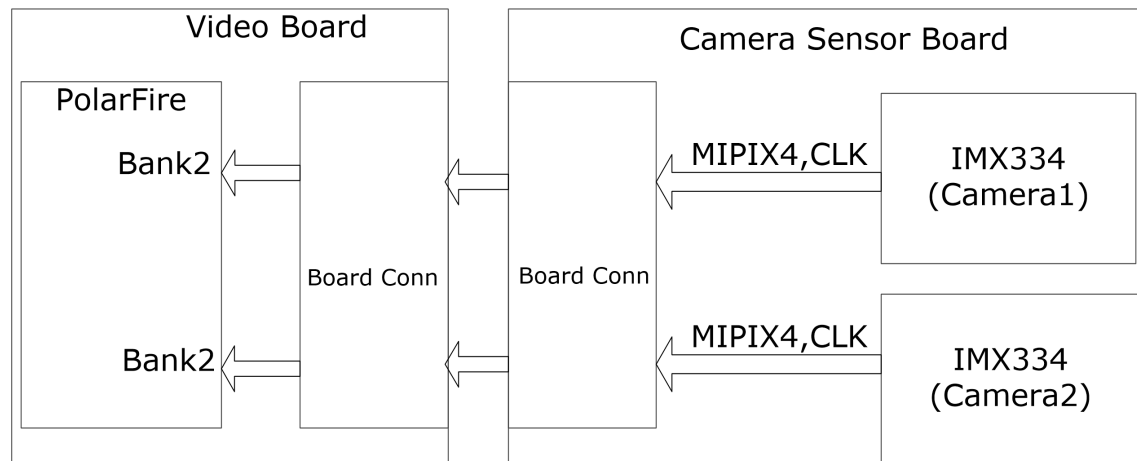 Video Board
Camera Sensor Board
PolarFire
Bank2
Bank2
Board Conn
Board Conn
MIPIX4,CLK
IMX334
(Camera1)
MIPIX4,CLK
IMX334
(Camera2)